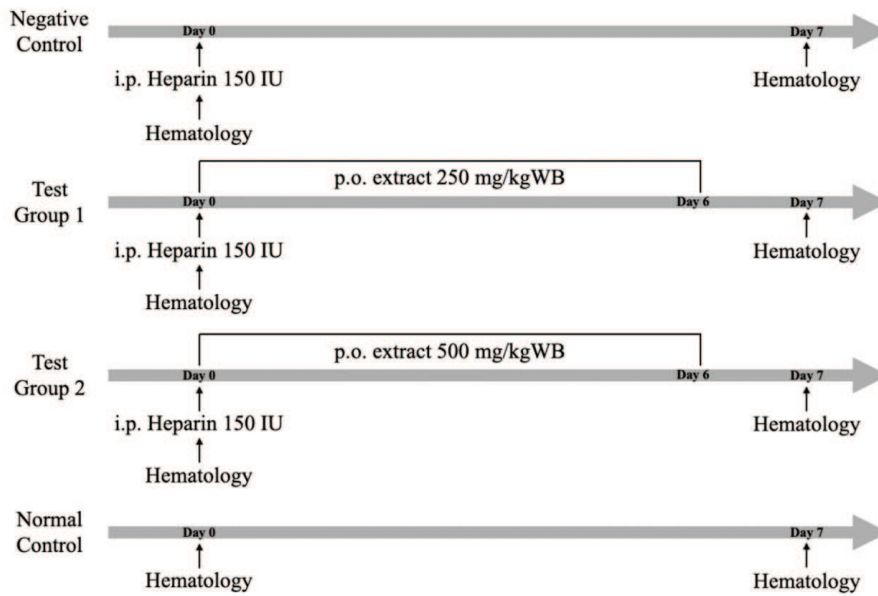 Negative
Control
Day 0
Day 7
i.p. Heparin 150 IU
Hematology
Hematology
Test
Group 1
p.o. extract 250 mg/kgWB
Day 0
Day 6
Day 7
i.p. Heparin 150 IU
Hematology
Hematology
Test
Group 2
p.o. extract 500 mg/kgWB
Day 0
Day 6
Day 7
i.p. Heparin 150 IU
Hematology
Hematology
Normal
Control
Day 0
Day 7
Hematology
Hematology